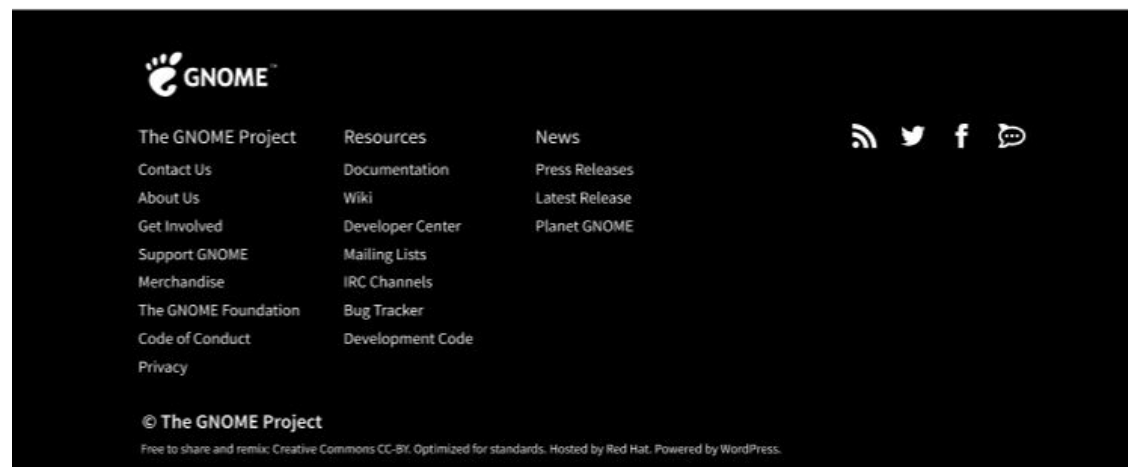 GNOME™
The GNOME Project
Contact Us
About Us
Get Involved
Support GNOME
Merchandise
The GNOME Foundation
Code of Conduct
Privacy
Resources
Documentation
Wiki
Developer Center
Mailing Lists
IRC Channels
Bug Tracker
Development Code
News
Press Releases
Latest Release
Planet GNOME
© The GNOME Project
Free to share and remix: Creative Commons CC-BY. Optimized for standards. Hosted by Red Hat. Powered by WordPress.